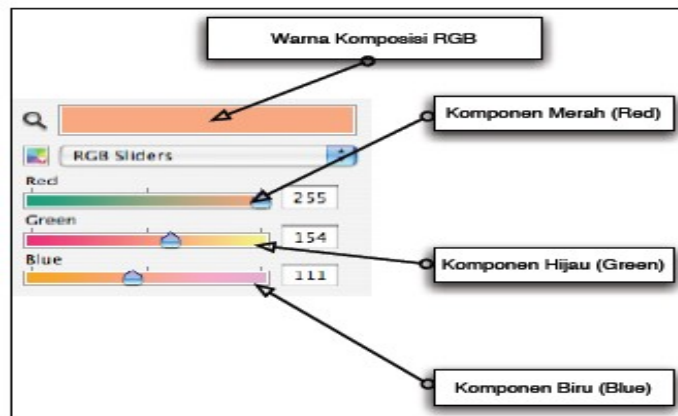 Warna Komposisi RGB
Komponen Merah (Red)
RGB Sliders
Red
255
Green
154
Komponen Hijau (Green)
Blue
111
Komponen Biru (Blue)